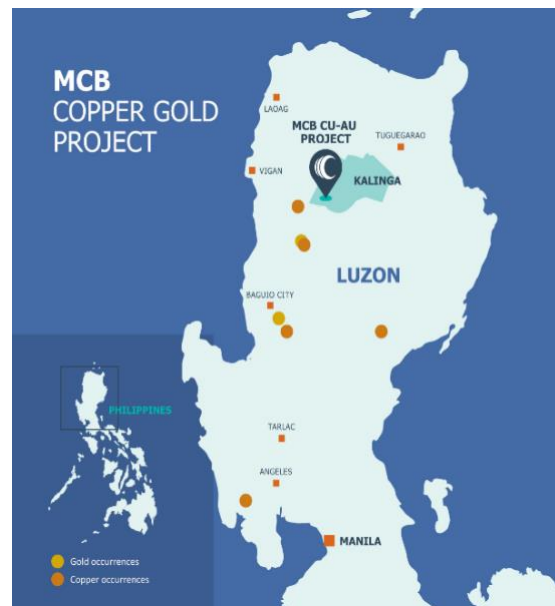 MCB
COPPER GOLD
PROJECT
LAOAG
MCB CU-AU
PROJECT
TUGUEGARAO
VIGAN
KALINGA
LUZON
BAGUIO CITY
PHILIPPINES
TARLAC
ANGELES
MANILA
Gold occurrences
Copper occurrences